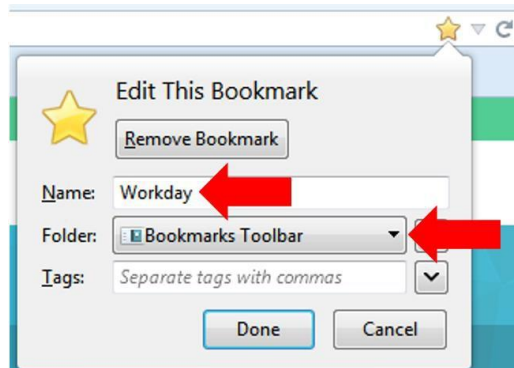 Edit This Bookmark
Remove Bookmark
Name: Workday
Folder: Bookmarks Toolbar
Tags: Separate tags with commas
Done Cancel